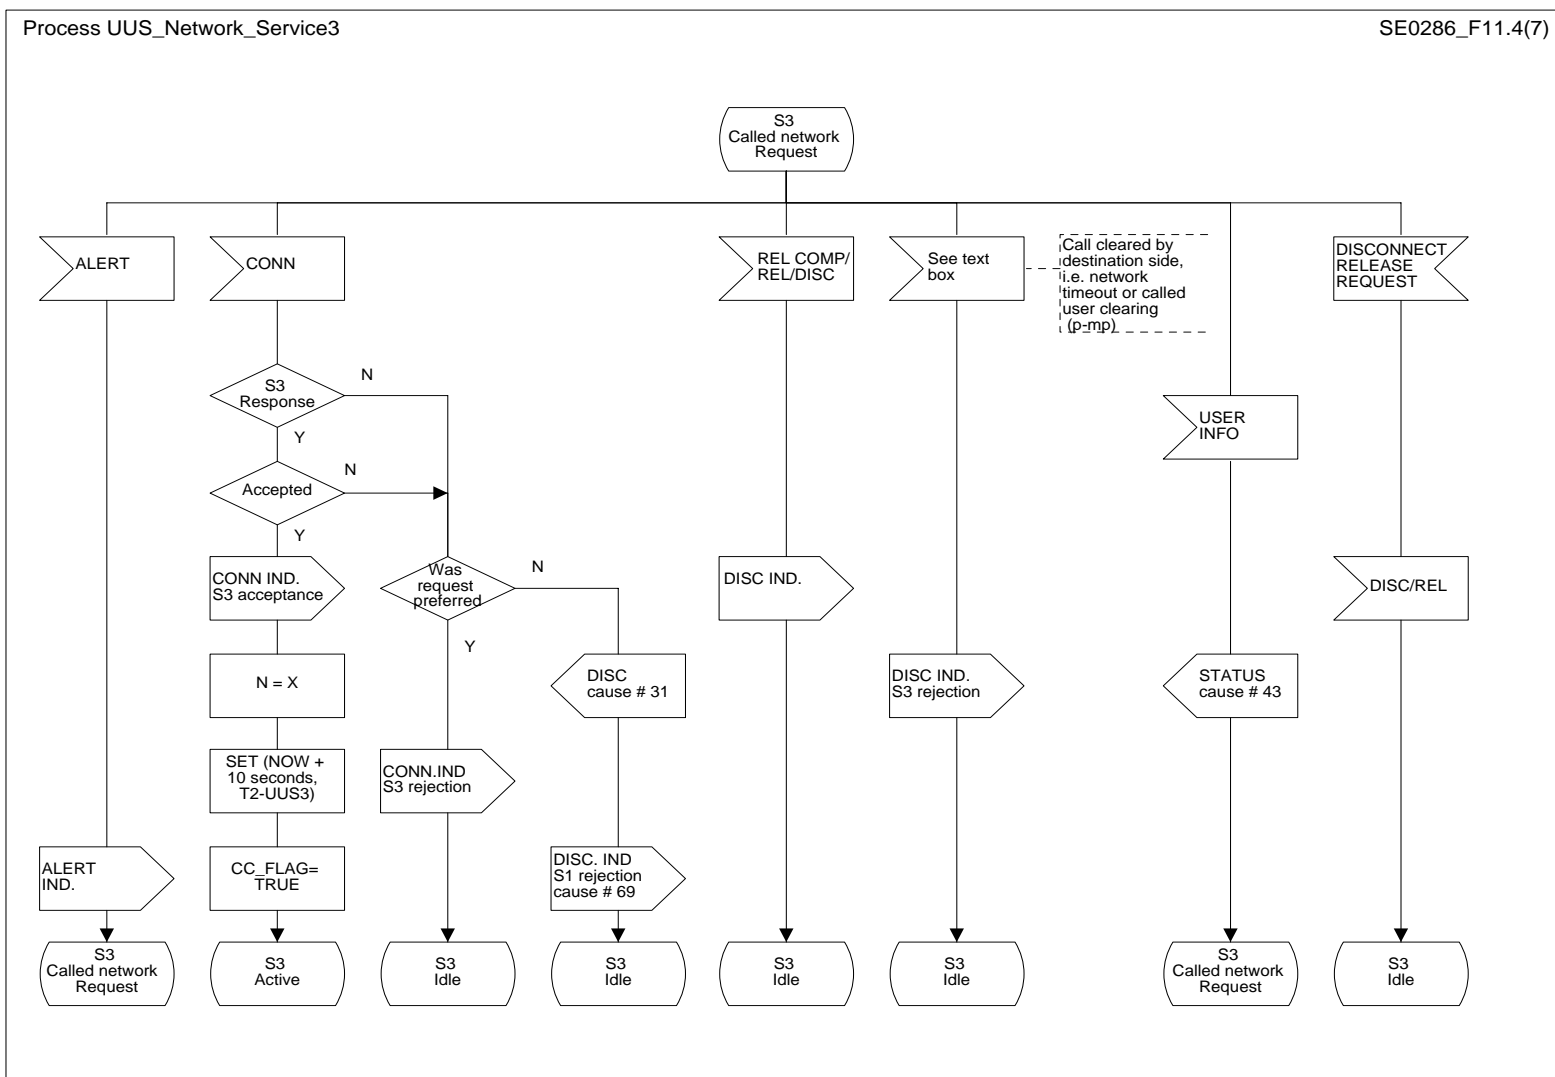 Process UUS_Network_Service3
SE0286_F11.4(7)
S3
Called network
Request
ALERT
CONN
REL COMP/
REL/DISC
See text
box
Call cleared by
destination side,
i.e. network
timeout or called
user clearing
(p-mp)
DISCONNECT
RELEASE
REQUEST
S3
Response
N
Y
USER
INFO
Accepted
N
Y
CONN IND.
S3 acceptance
Was
request
preferred
N
Y
DISC IND.
DISC/REL
N = X
DISC
cause # 31
DISC IND.
S3 rejection
STATUS
cause # 43
SET (NOW +
10 seconds,
T2-UUS3)
CONN.IND
S3 rejection
ALERT
IND.
CC_FLAG=
TRUE
DISC. IND
S1 rejection
cause # 69
S3
Called network
Request
S3
Active
S3
Idle
S3
Idle
S3
Idle
S3
Idle
S3
Called network
Request
S3
Idle